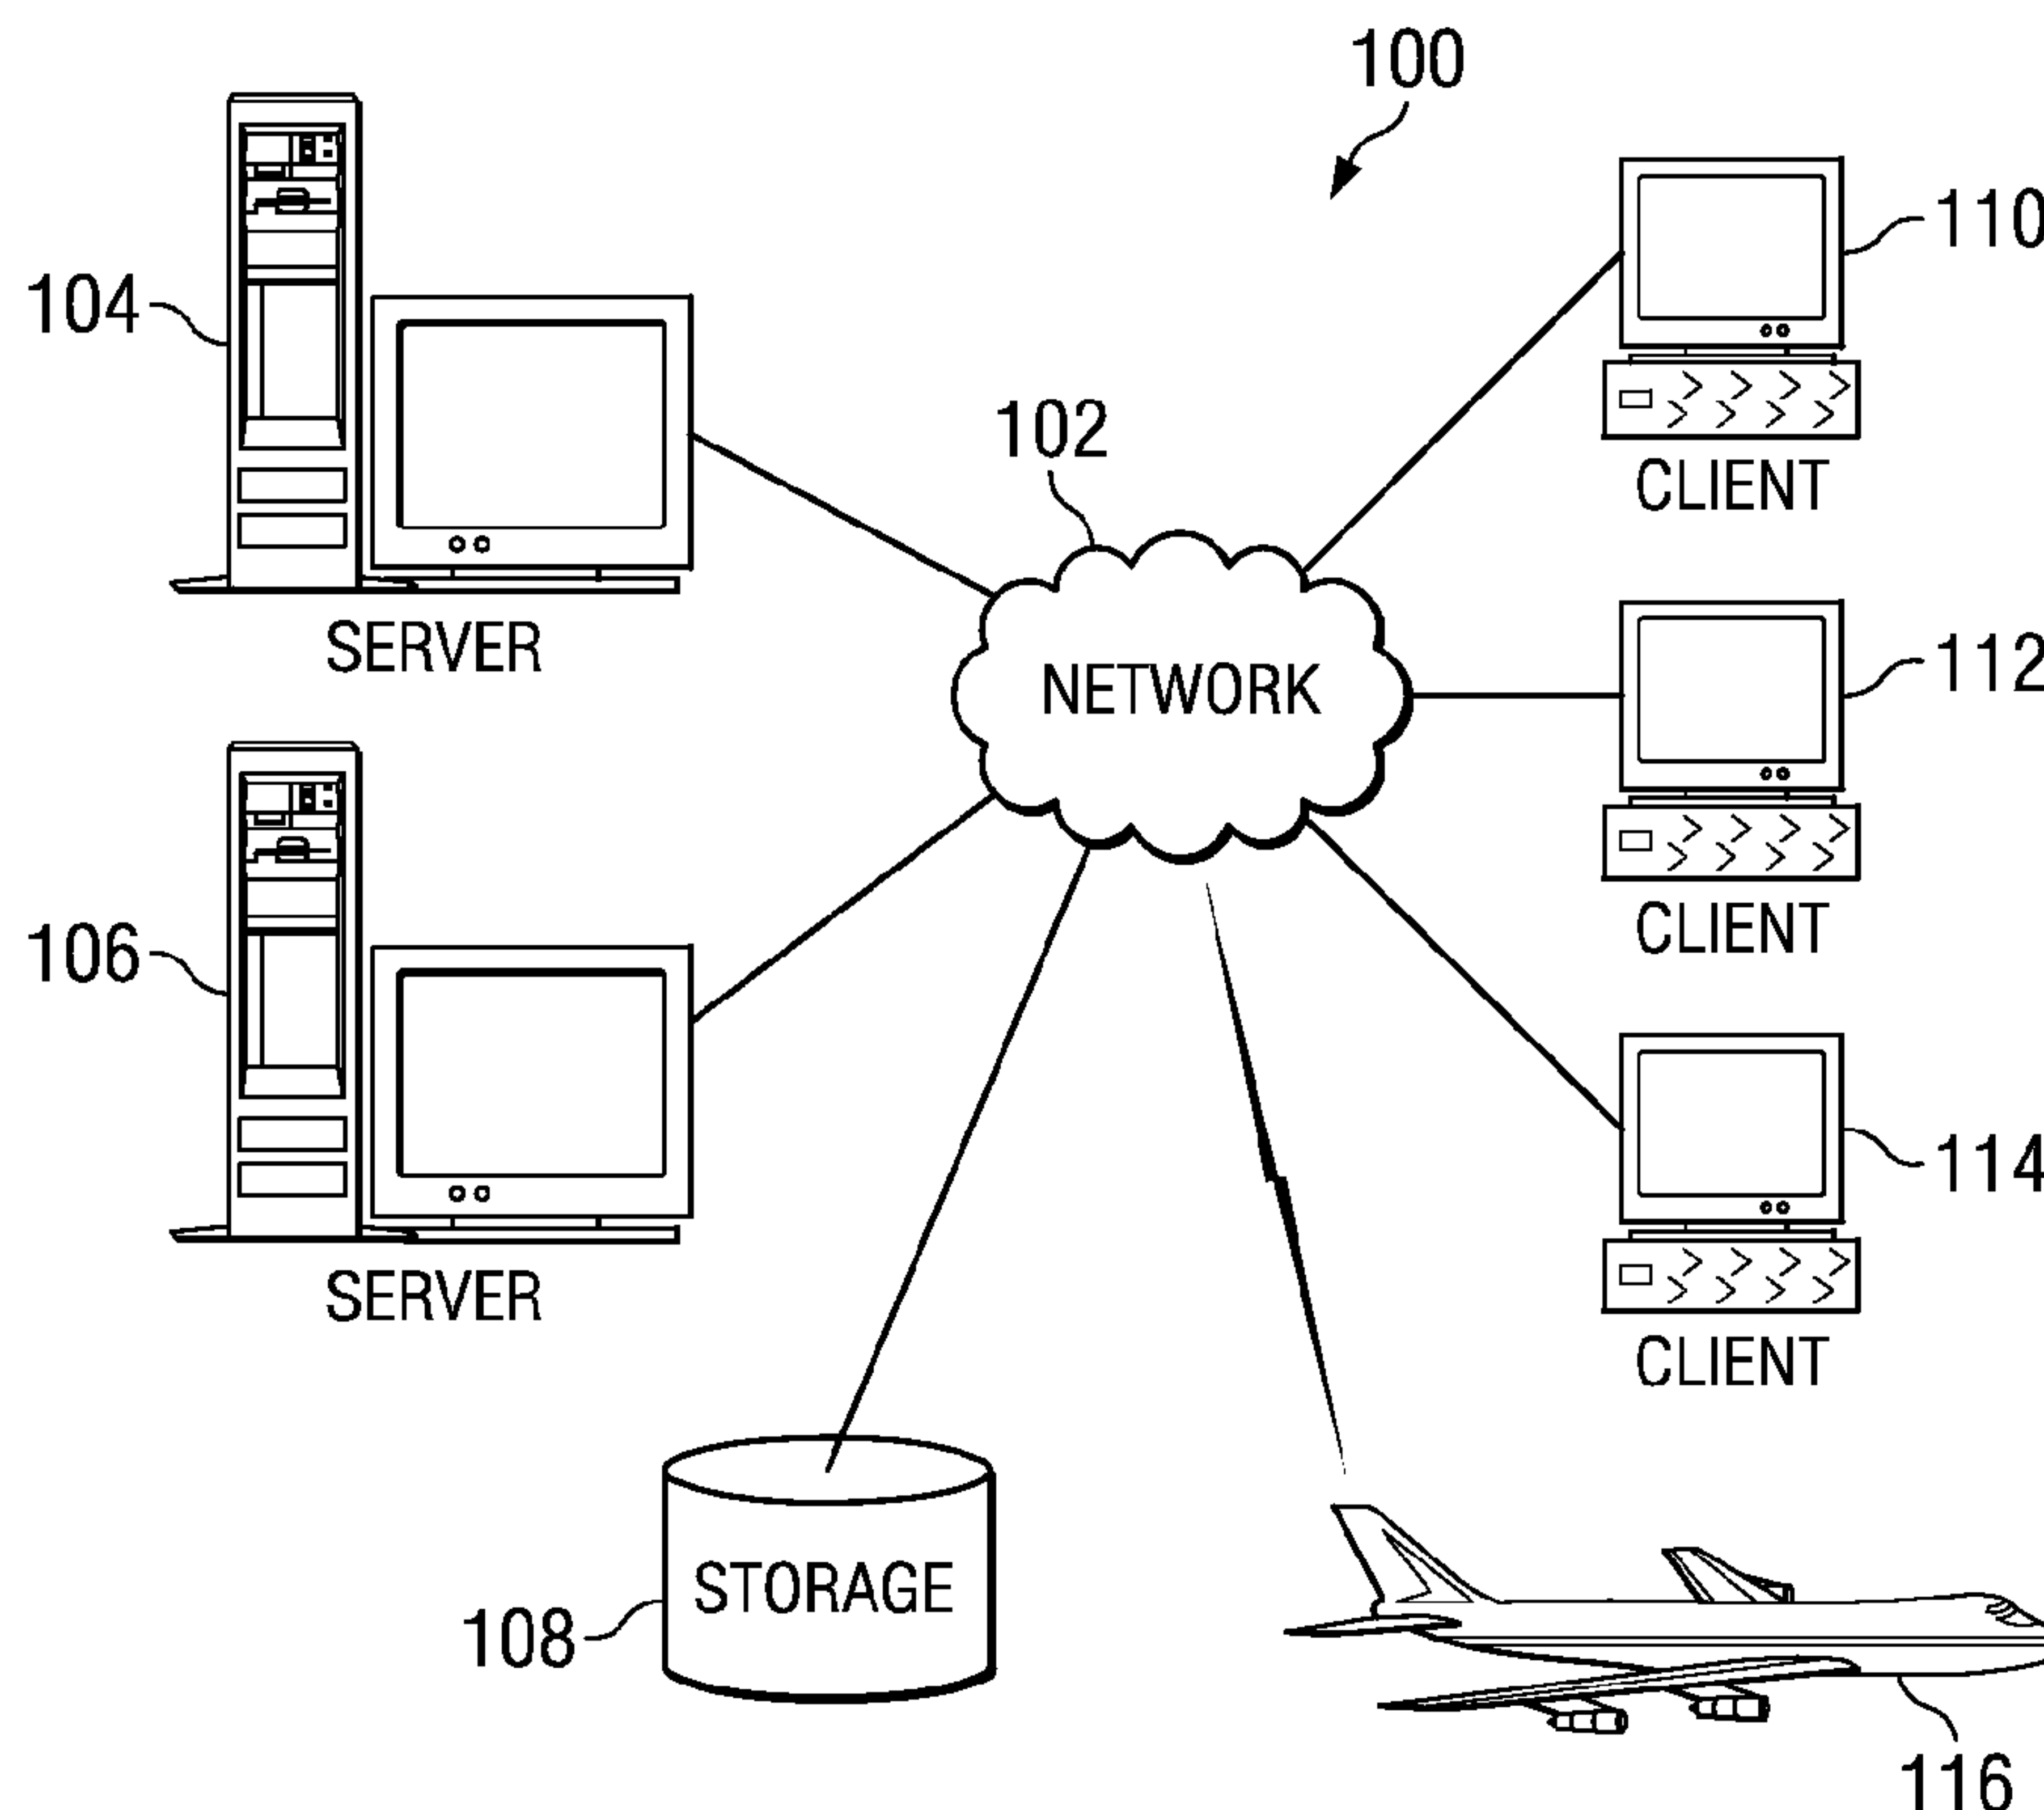 100
110
104
CLIENT
102
SERVER
112
NETWORK
CLIENT
106
114
SERVER
CLIENT
STORAGE
108
116